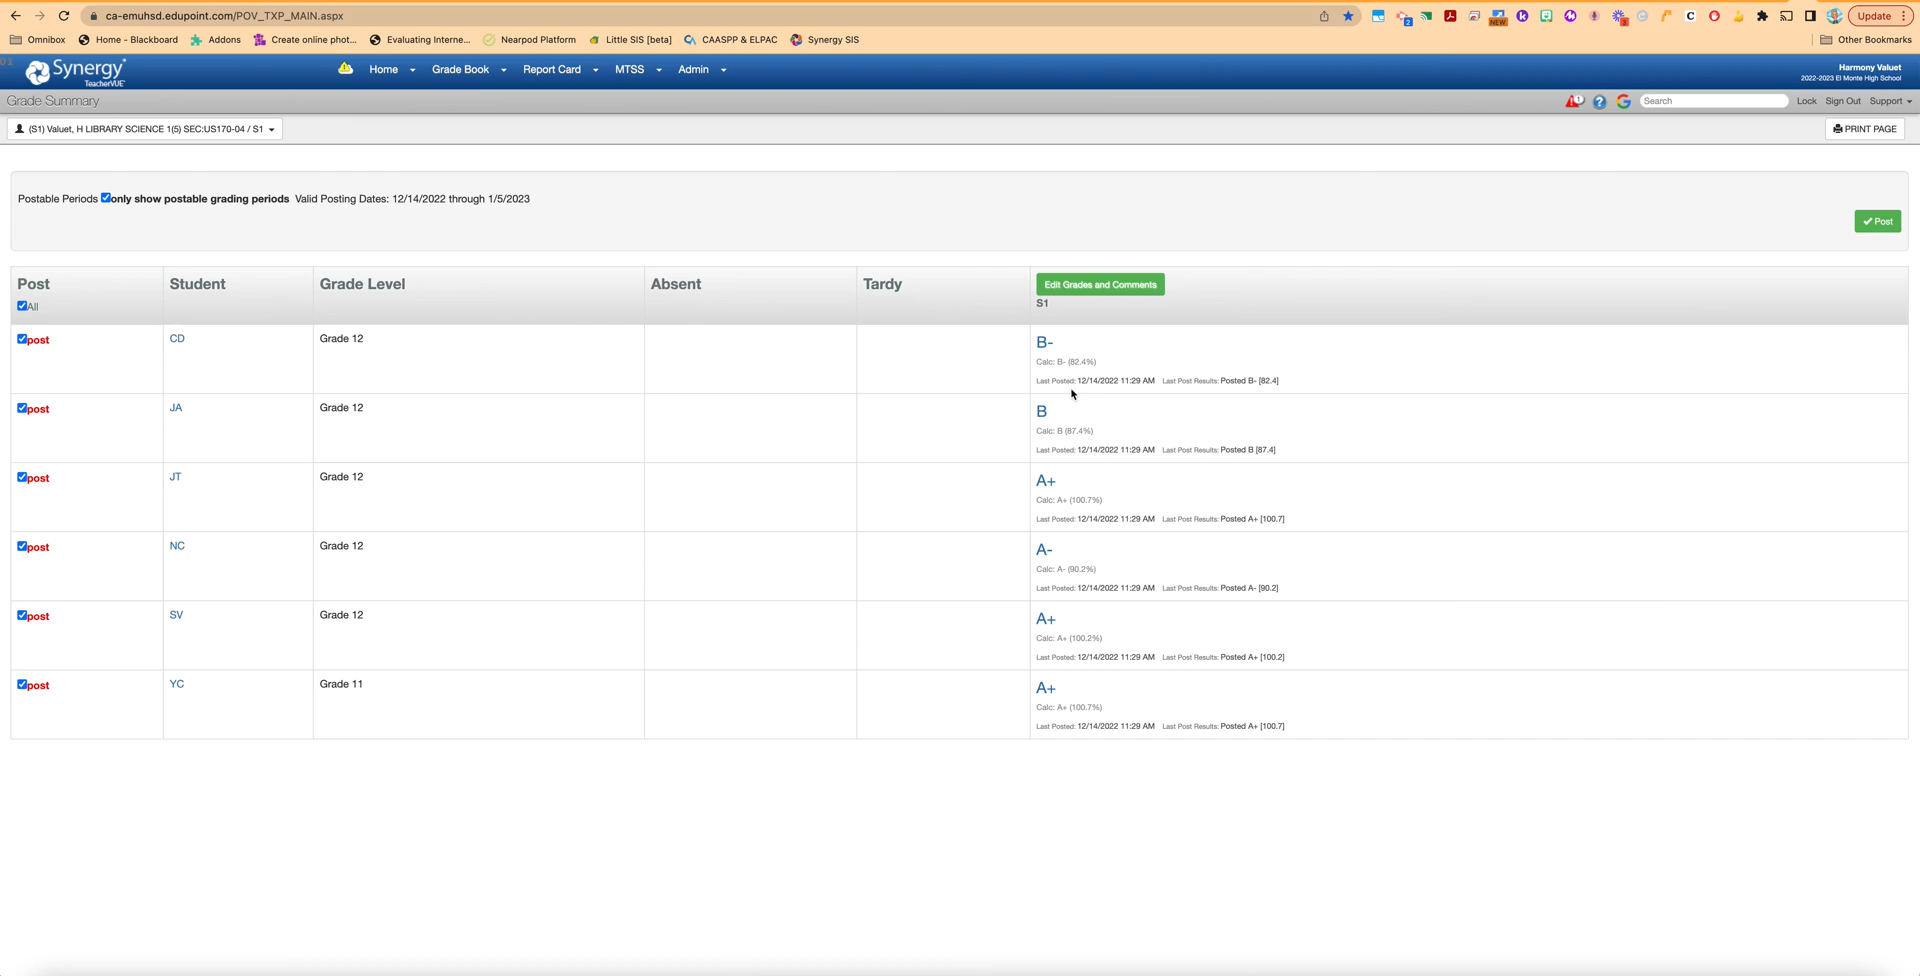 ca-emuhsd.edupoint.com/POV_TXP_MAIN.aspx
2
NEW
3
Update
Omnibox
Home - Blackboard
Addons
Create online phot...
Evaluating Interne...
Nearpod Platform
Little SIS [beta]
CAASPP & ELPAC
Synergy SIS
Other Bookmarks
Synergy
TeacherVUE
Home
Grade Book
Report Card
MTSS
Admin
Harmony Valuet
2022-2023 El Monte High School
Grade Summary
Search
Lock
Sign Out
Support
(S1) Valuet, H LIBRARY SCIENCE 1(5) SEC:US170-04 / S1
PRINT PAGE
Postable Periods only show postable grading periods Valid Posting Dates: 12/14/2022 through 1/5/2023
Post
Post
All
Student
Grade Level
Absent
Tardy
Edit Grades and Comments
S1
post
CD
Grade 12
B-
Calc: B- (82.4%)
Last Posted: 12/14/2022 11:29 AM Last Post Results: Posted B- [82.4]
post
JA
Grade 12
B
Calc: B (87.4%)
Last Posted: 12/14/2022 11:29 AM Last Post Results: Posted B [87.4]
post
JT
Grade 12
A+
Calc: A+ (100.7%)
Last Posted: 12/14/2022 11:29 AM Last Post Results: Posted A+ [100.7]
post
NC
Grade 12
A-
Calc: A- (90.2%)
Last Posted: 12/14/2022 11:29 AM Last Post Results: Posted A- [90.2]
post
SV
Grade 12
A+
Calc: A+ (100.2%)
Last Posted: 12/14/2022 11:29 AM Last Post Results: Posted A+ [100.2]
post
YC
Grade 11
A+
Calc: A+ (100.7%)
Last Posted: 12/14/2022 11:29 AM Last Post Results: Posted A+ [100.7]